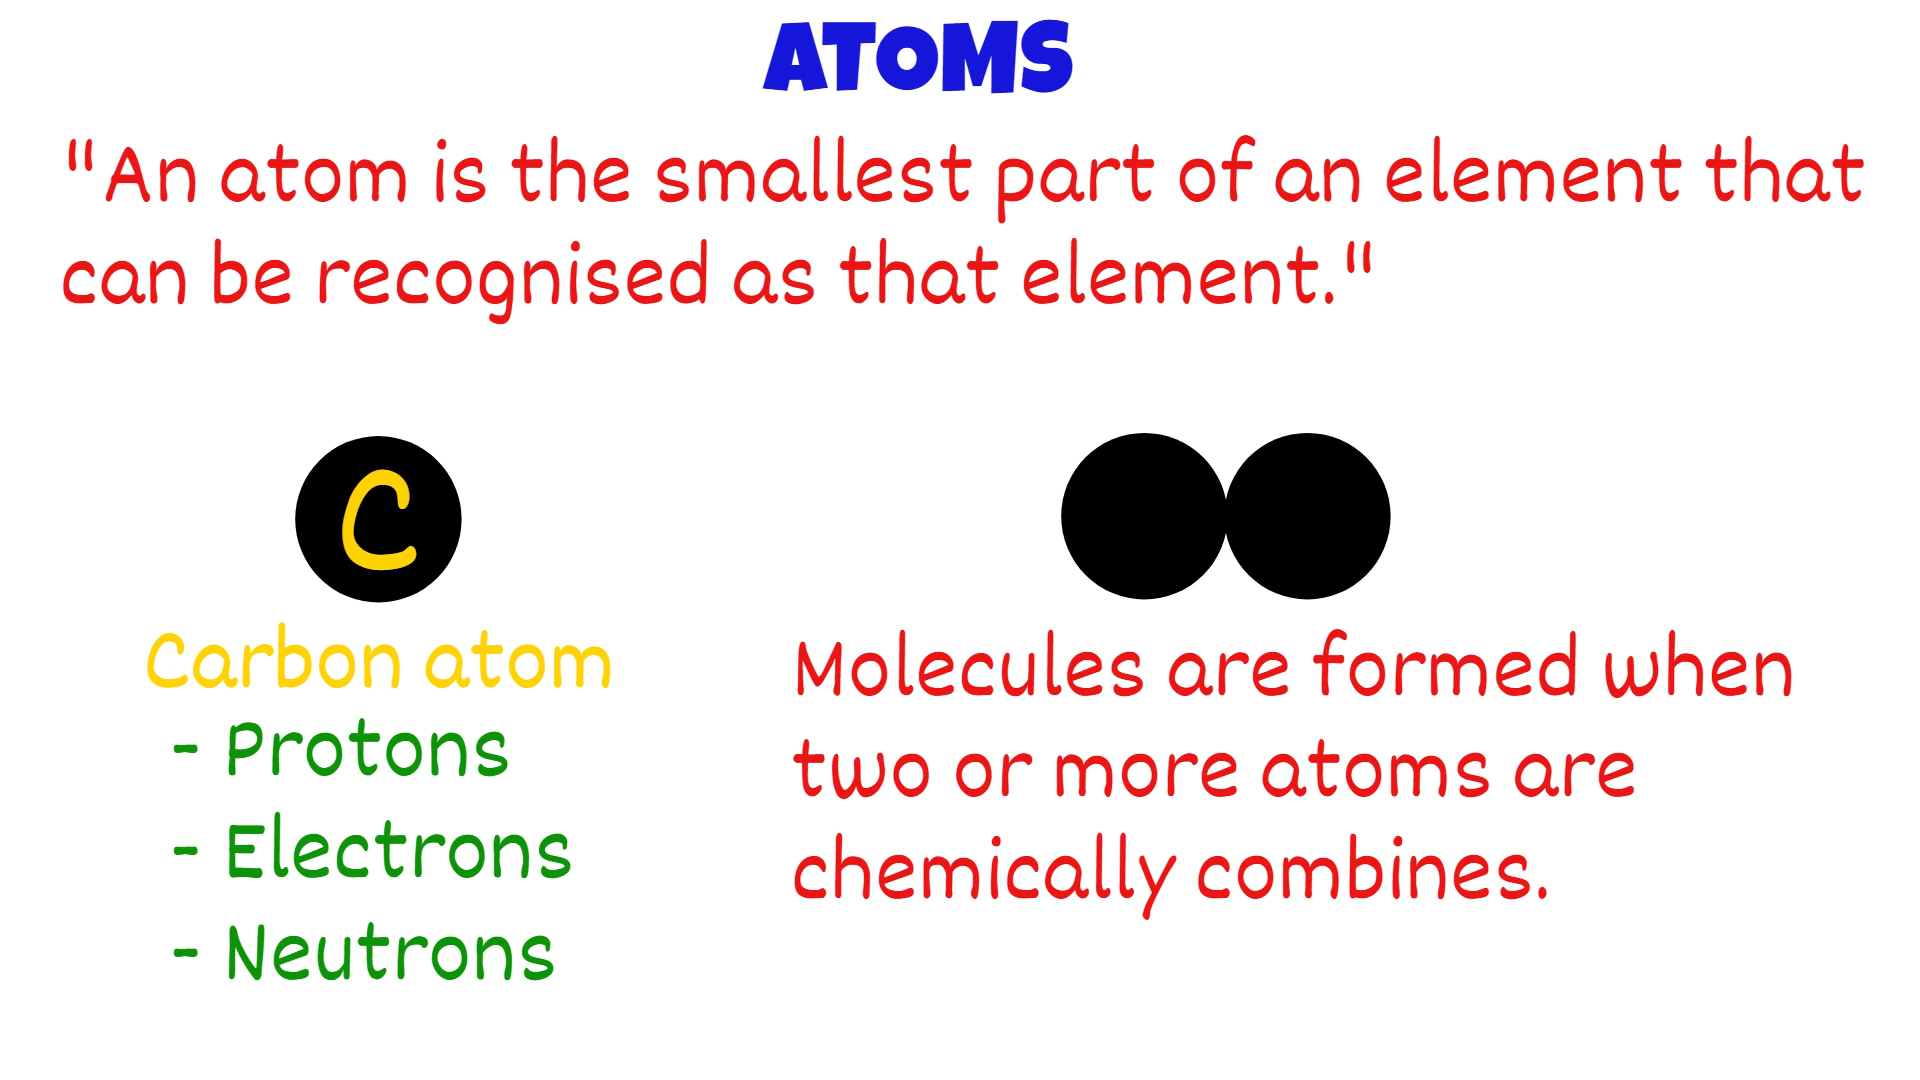 ATOMS
"An atom is the smallest part of an element that
can be recognised as that element."
C
Carbon atom
- Protons
- Electrons
- Neutrons
Molecules are formed when
two or more atoms are
chemically combines.